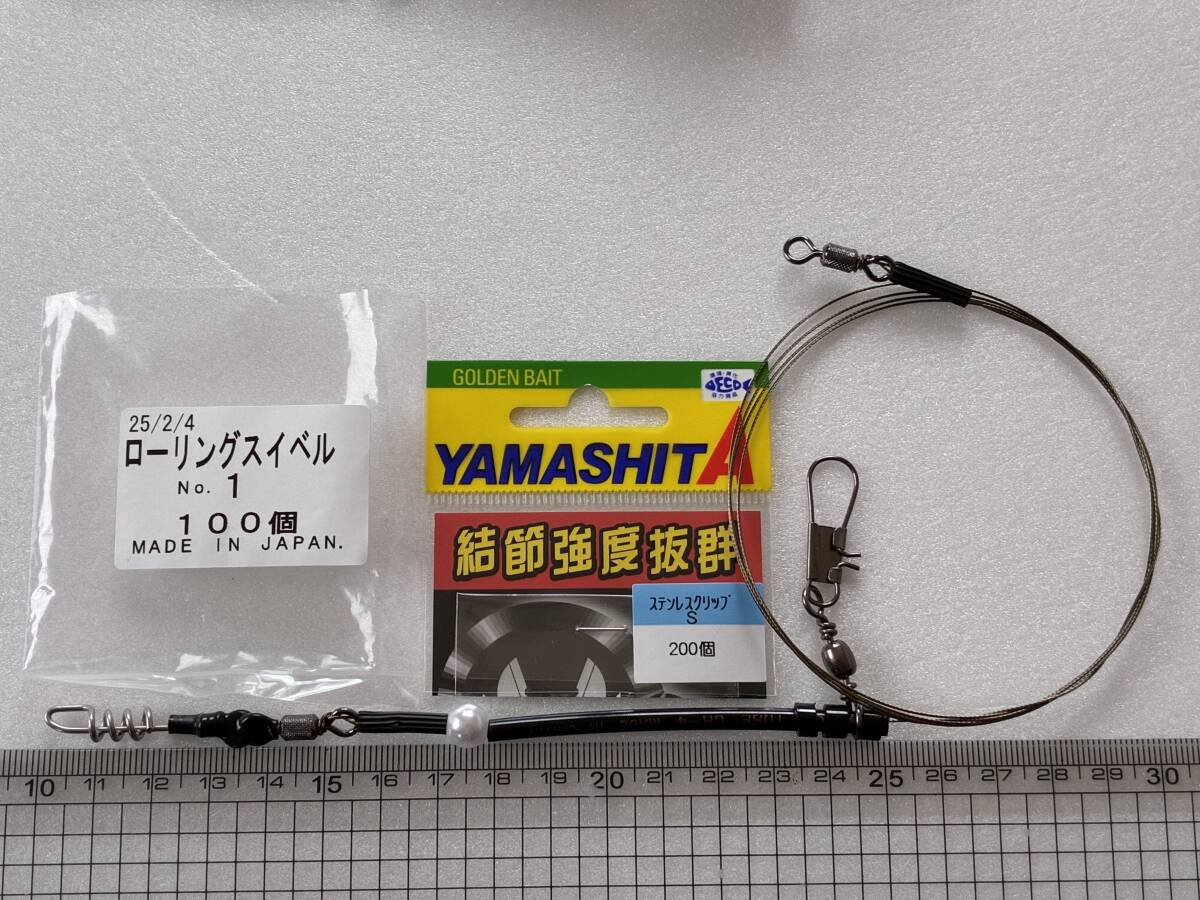 25/2/4
ローリングスイベル
No. 1
100個
MADE IN JAPAN.
GOLDEN BAIT
ECO
YAMASHITA
結節強度抜群
ステンレスクリップ
S
200個
10 11 12 13 14 15 16 17 18 19 20 21 22 23 24 25 26 27 28 29 30